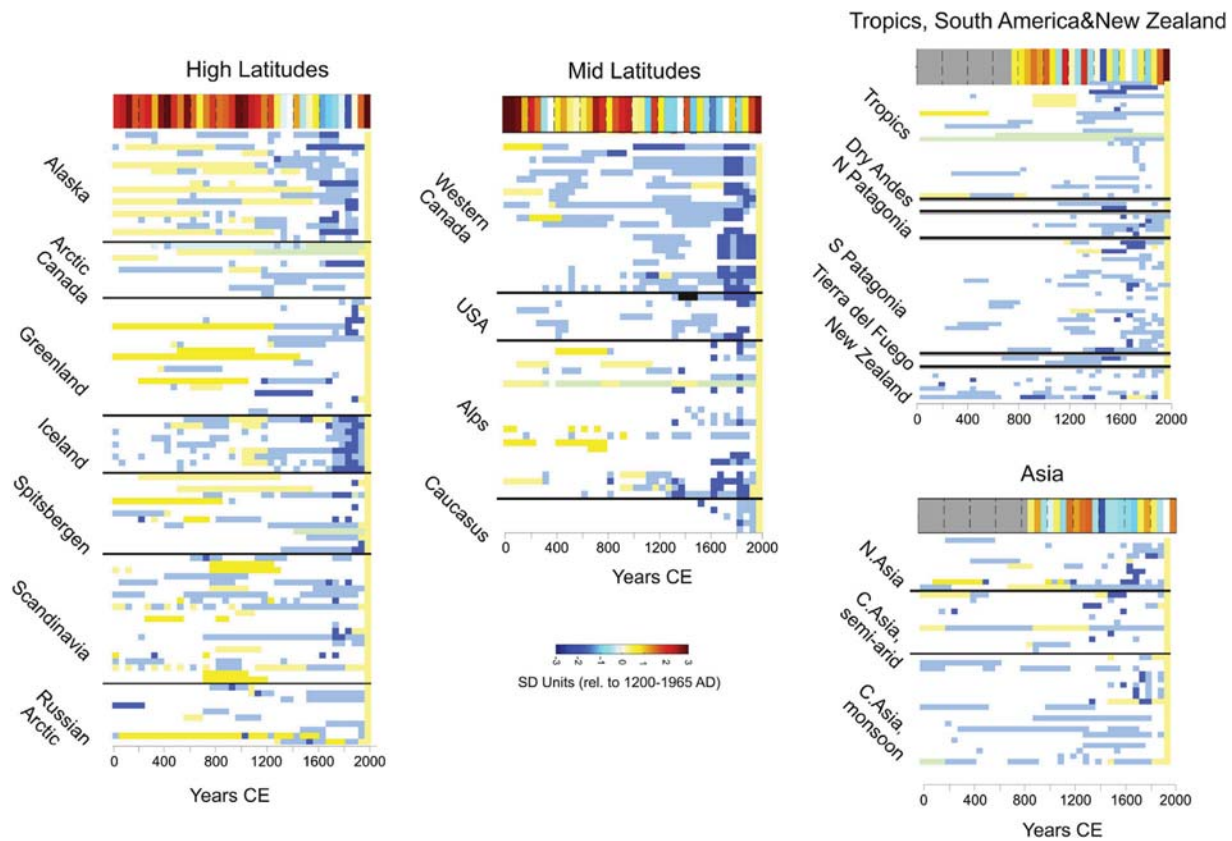 High Latitudes
Alaska
Arctic
Canada
Greenland
Iceland
Spitsbergen
Scandinavia
Russian
Arctic
0 400 800 1200 1600 2000
Years CE
Mid Latitudes
Western
Canada
USA
Alps
Caucasus
0 400 800 1200 1600 2000
Years CE
-3 -2 -1 0 1 2 3
SD Units (rel. to 1200-1965 AD)
Tropics, South America&New Zealand
Tropics
Dry Andes
N Patagonia
S Patagonia
Tierra del Fuego
New Zealand
0 400 800 1200 1600 2000
Asia
N.Asia
C.Asia,
semi-arid
C.Asia,
monsoon
0 400 800 1200 1600 2000
Years CE